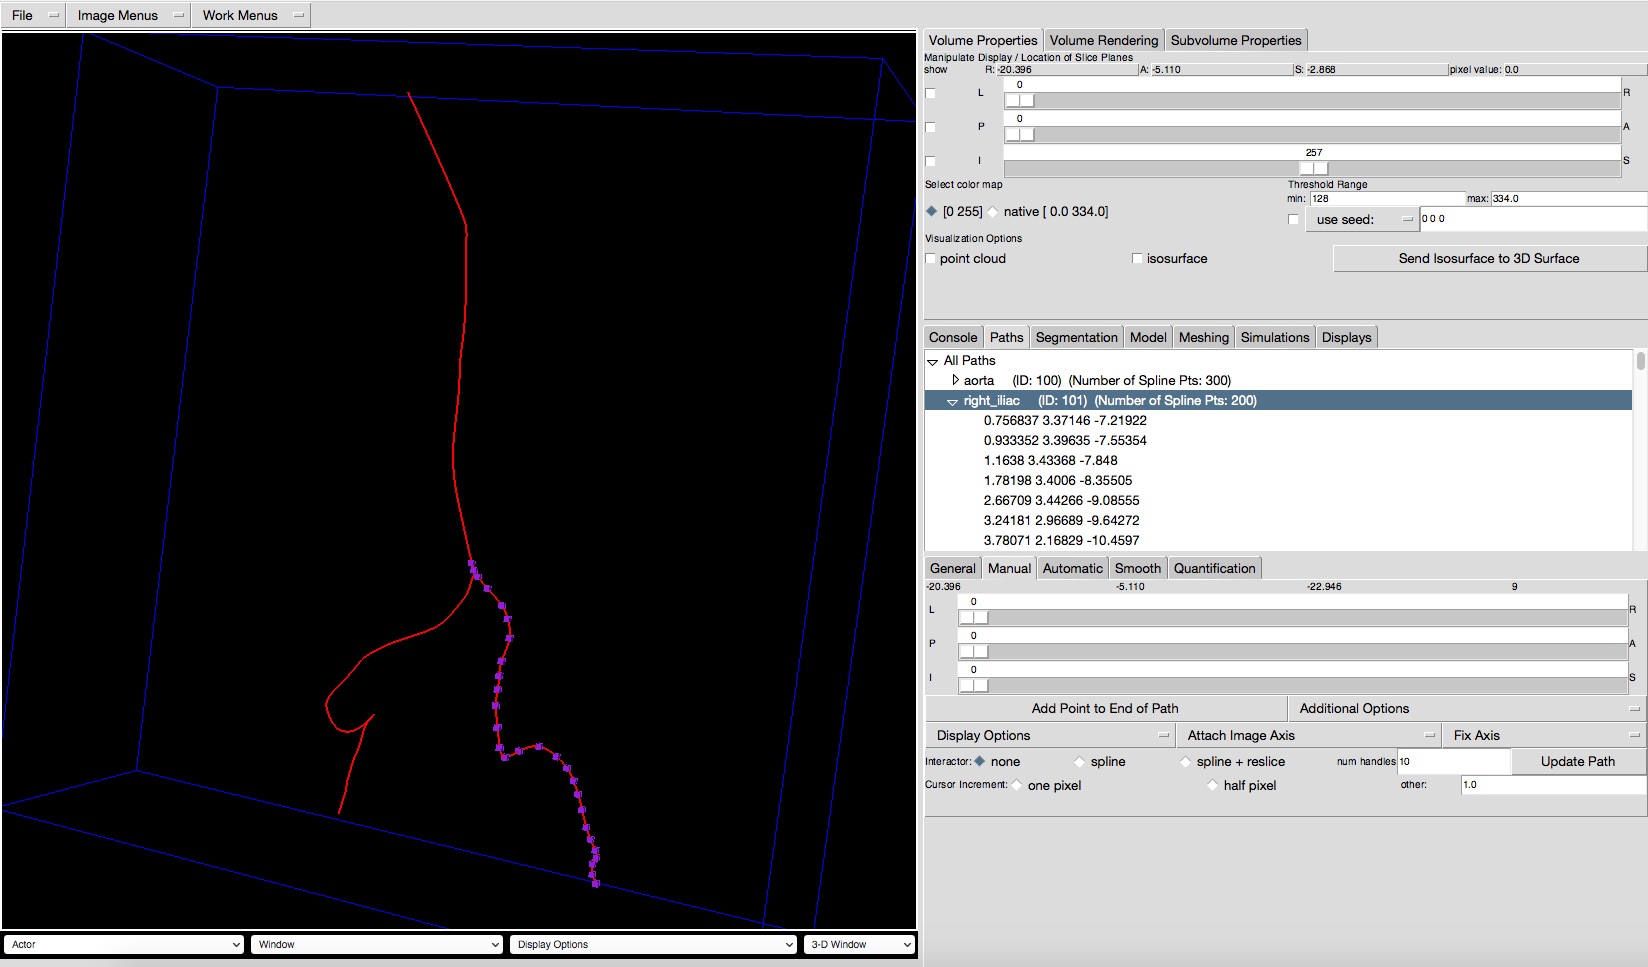 File Image Menus Work Menus
Volume Properties Volume Rendering Subvolume Properties
Manipulate Display / Location of Slice Planes
show R: -20.396 A: -5.110 S: -2.868 pixel value: 0.0
0
L R
0
P A
257
I S
Select color map Threshold Range
min: 128 max: 334.0
[0 255] native [ 0.0 334.0] use seed: 0 0 0
Visualization Options
point cloud isosurface Send Isosurface to 3D Surface
Console Paths Segmentation Model Meshing Simulations Displays
All Paths
aorta (ID: 100) (Number of Spline Pts: 300)
right_iliac (ID: 101) (Number of Spline Pts: 200)
0.756837 3.37146 -7.21922
0.933352 3.39635 -7.55354
1.1638 3.43368 -7.848
1.78198 3.4006 -8.35505
2.66709 3.44266 -9.08555
3.24181 2.96689 -9.64272
3.78071 2.16829 -10.4597
General Manual Automatic Smooth Quantification
-20.396 -5.110 -22.946 9
0
L R
0
P A
0
I S
Add Point to End of Path Additional Options
Display Options Attach Image Axis Fix Axis
Interactor: none spline spline + reslice num handles 10 Update Path
Cursor Increment: one pixel half pixel other: 1.0
Actor Window Display Options 3-D Window